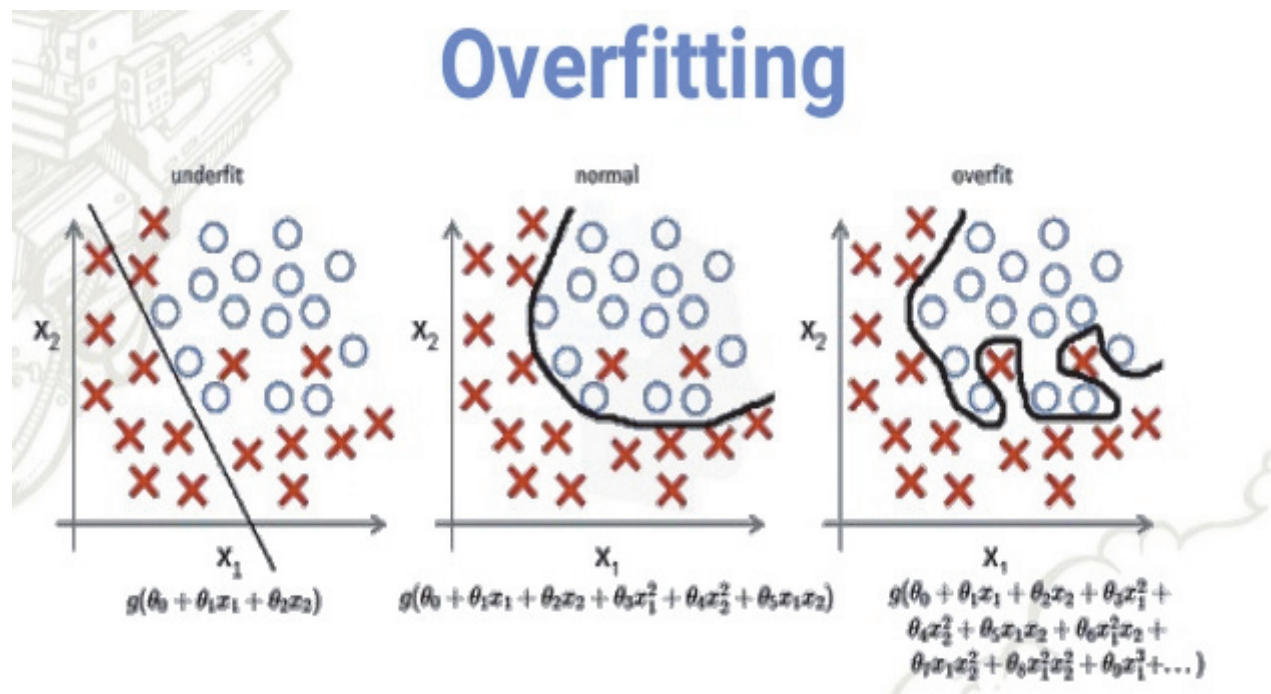 Overfitting
underfit
normal
overfit
X₂
X₂
X₂
X₁
X₁
X₁
g(θ₀ + θ₁x₁ + θ₂x₂)
g(θ₀ + θ₁x₁ + θ₂x₂ + θ₃x₁² + θ₄x₂² + θ₅x₁x₂)
g(θ₀ + θ₁x₁ + θ₂x₂ + θ₃x₁² +
θ₄x₂² + θ₅x₁x₂ + θ₆x₁²x₂ +
θ₇x₁x₂² + θ₈x₁²x₂² + θ₉x₁³+...)